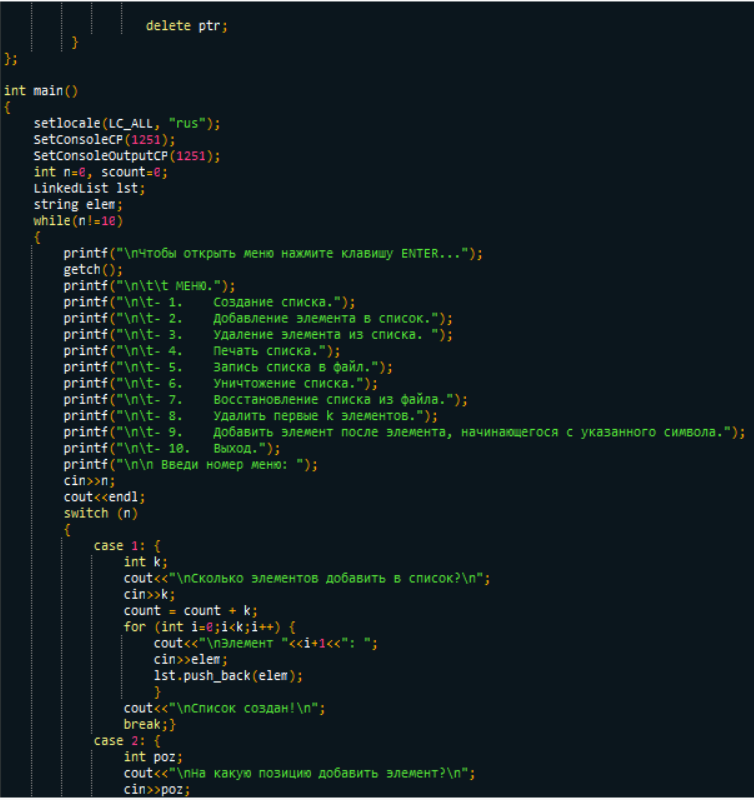 delete ptr;
}
};
int main()
{
setlocale(LC_ALL, "rus");
SetConsoleCP(1251);
SetConsoleOutputCP(1251);
int n=0, scount=0;
LinkedList lst;
string elem;
while(n!=10)
{
printf("\nЧтобы открыть меню нажмите клавишу ENTER...");
getch();
printf("\n\t\t МЕНЮ.");
printf("\n\t- 1.    Создание списка.");
printf("\n\t- 2.    Добавление элемента в список.");
printf("\n\t- 3.    Удаление элемента из списка. ");
printf("\n\t- 4.    Печать списка.");
printf("\n\t- 5.    Запись списка в файл.");
printf("\n\t- 6.    Уничтожение списка.");
printf("\n\t- 7.    Восстановление списка из файла.");
printf("\n\t- 8.    Удалить первые k элементов.");
printf("\n\t- 9.    Добавить элемент после элемента, начинающегося с указанного символа.");
printf("\n\t- 10.   Выход.");
printf("\n\n Введи номер меню: ");
cin>>n;
cout<<endl;
switch (n)
{
case 1: {
int k;
cout<<"\nСколько элементов добавить в список?\n";
cin>>k;
count = count + k;
for (int i=0;i<k;i++) {
cout<<"\nЭлемент "<<i+1<<": ";
cin>>elem;
lst.push_back(elem);
}
cout<<"\nСписок создан!\n";
break;}
case 2: {
int poz;
cout<<"\nНа какую позицию добавить элемент?\n";
cin>>poz;